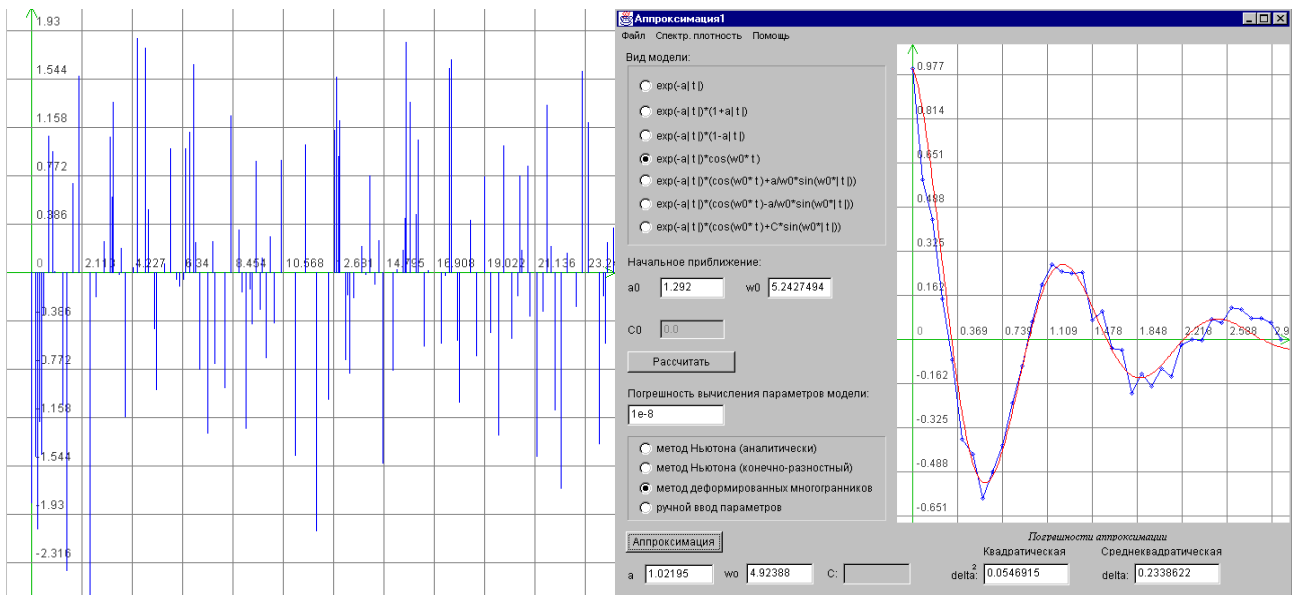 1.93
1.544
1.158
0.772
0.386
0 2.113 4.227 6.34 8.454 10.568 12.681 14.795 16.908 19.022 21.136
-0.386
-0.772
-1.158
-1.544
-1.93
-2.316
Аппроксимация1
Файл Спектр. плотность Помощь
Вид модели:
exp(-a| t |)
exp(-a| t |)*(1+a| t |)
exp(-a| t |)*(1-a| t |)
exp(-a| t |)*cos(w0* t )
exp(-a| t |)*(cos(w0* t )+a/w0*sin(w0*| t |))
exp(-a| t |)*(cos(w0* t )-a/w0*sin(w0*| t |))
exp(-a| t |)*(cos(w0* t )+C*sin(w0*| t |))
Начальное приближение:
a0 1.292 w0 5.2427494
C0 0.0
Рассчитать
Погрешность вычисления параметров модели:
1e-8
метод Ньютона (аналитически)
метод Ньютона (конечно-разностный)
метод деформированных многогранников
ручной ввод параметров
Аппроксимация
a 1.02195 wo 4.92388 C:
0.977
0.814
0.651
0.488
0.325
0.162
0 0.369 0.739 1.109 1.478 1.848 2.218 2.588 2.9
-0.162
-0.325
-0.488
-0.651
Погрешности аппроксимации
Квадратическая Среднеквадратическая
delta:² 0.0546915 delta: 0.2338622